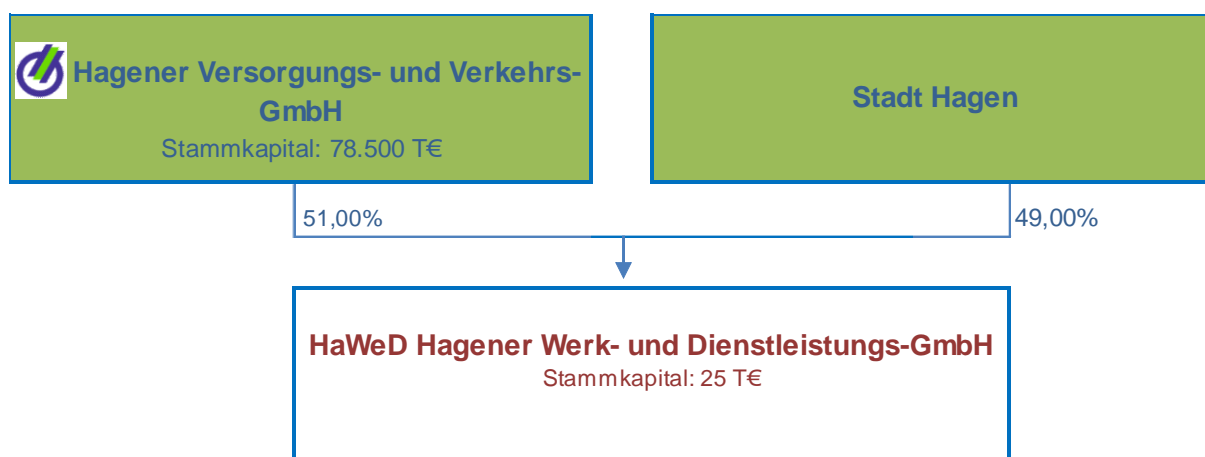 Hagener Versorgungs- und Verkehrs-
GmbH
Stammkapital: 78.500 T€
Stadt Hagen
51,00%
49,00%
HaWeD Hagener Werk- und Dienstleistungs-GmbH
Stammkapital: 25 T€